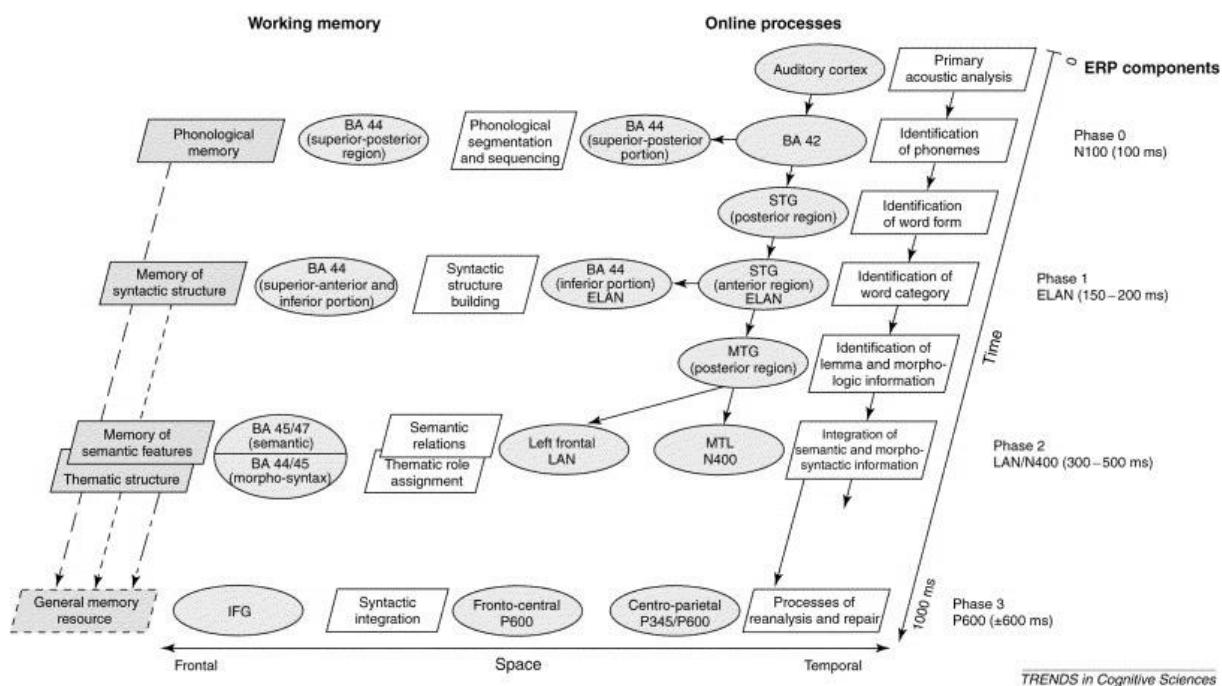 Working memory
Online processes
ERP components
Auditory cortex
Primary
acoustic analysis
0
Phonological
memory
BA 44
(superior-posterior
region)
Phonological
segmentation
and sequencing
BA 44
(superior-posterior
portion)
BA 42
Identification
of phonemes
Phase 0
N100 (100 ms)
STG
(posterior region)
Identification
of word form
Memory of
syntactic structure
BA 44
(superior-anterior and
inferior portion)
Syntactic
structure
building
BA 44
(inferior portion)
ELAN
STG
(anterior region)
ELAN
Identification
of word category
Phase 1
ELAN (150–200 ms)
Time
MTG
(posterior region)
Identification of
lemma and morpho-
logic information
Memory of
semantic features
Thematic structure
BA 45/47
(semantic)
BA 44/45
(morpho-syntax)
Semantic
relations
Thematic role
assignment
Left frontal
LAN
MTL
N400
Integration of
semantic and morpho-
syntactic information
Phase 2
LAN/N400 (300–500 ms)
General memory
resource
IFG
Syntactic
integration
Fronto-central
P600
Centro-parietal
P345/P600
Processes of
reanalysis and repair
1000 ms
Phase 3
P600 (±600 ms)
Frontal
Space
Temporal
TRENDS in Cognitive Sciences